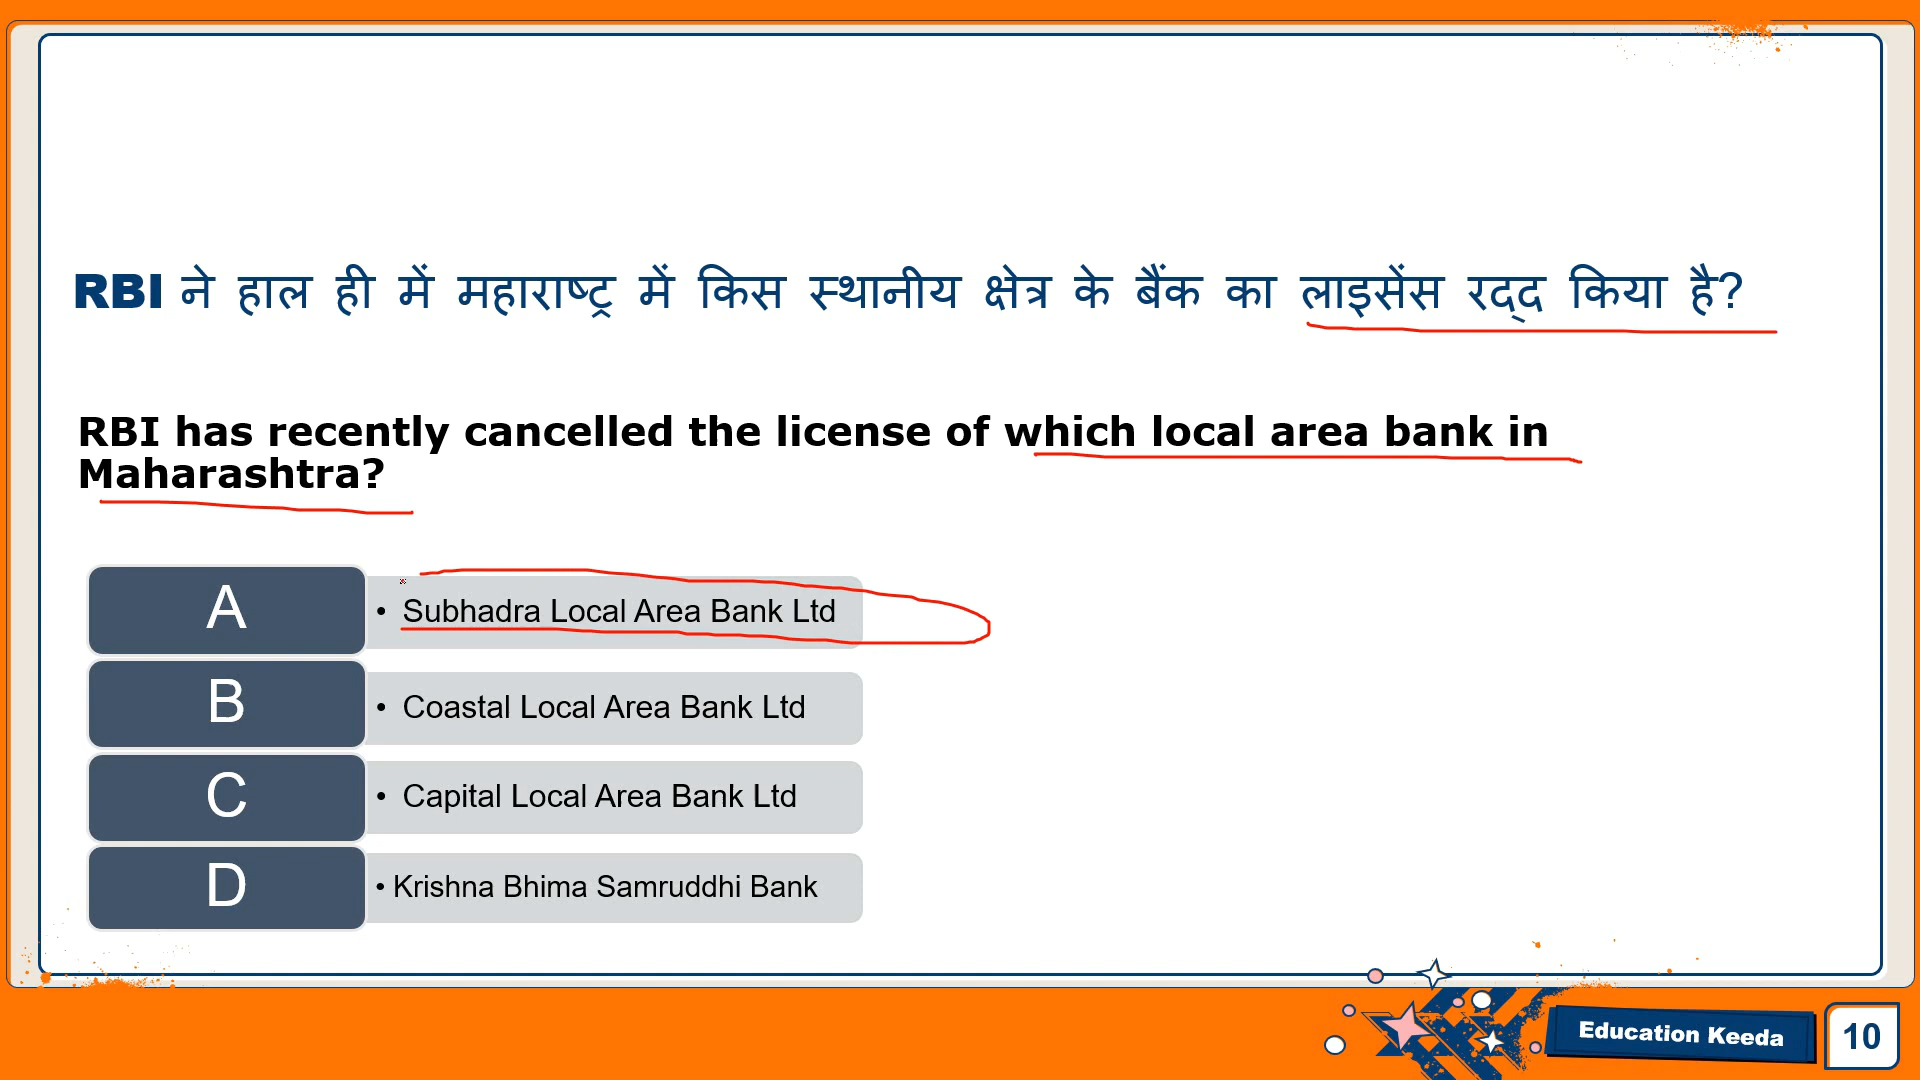 RBI ने हाल ही में महाराष्ट्र में किस स्थानीय क्षेत्र के बैंक का लाइसेंस रद्द किया है?
RBI has recently cancelled the license of which local area bank in
Maharashtra?
A
• Subhadra Local Area Bank Ltd
B
• Coastal Local Area Bank Ltd
C
• Capital Local Area Bank Ltd
D
• Krishna Bhima Samruddhi Bank
Education Keeda
10